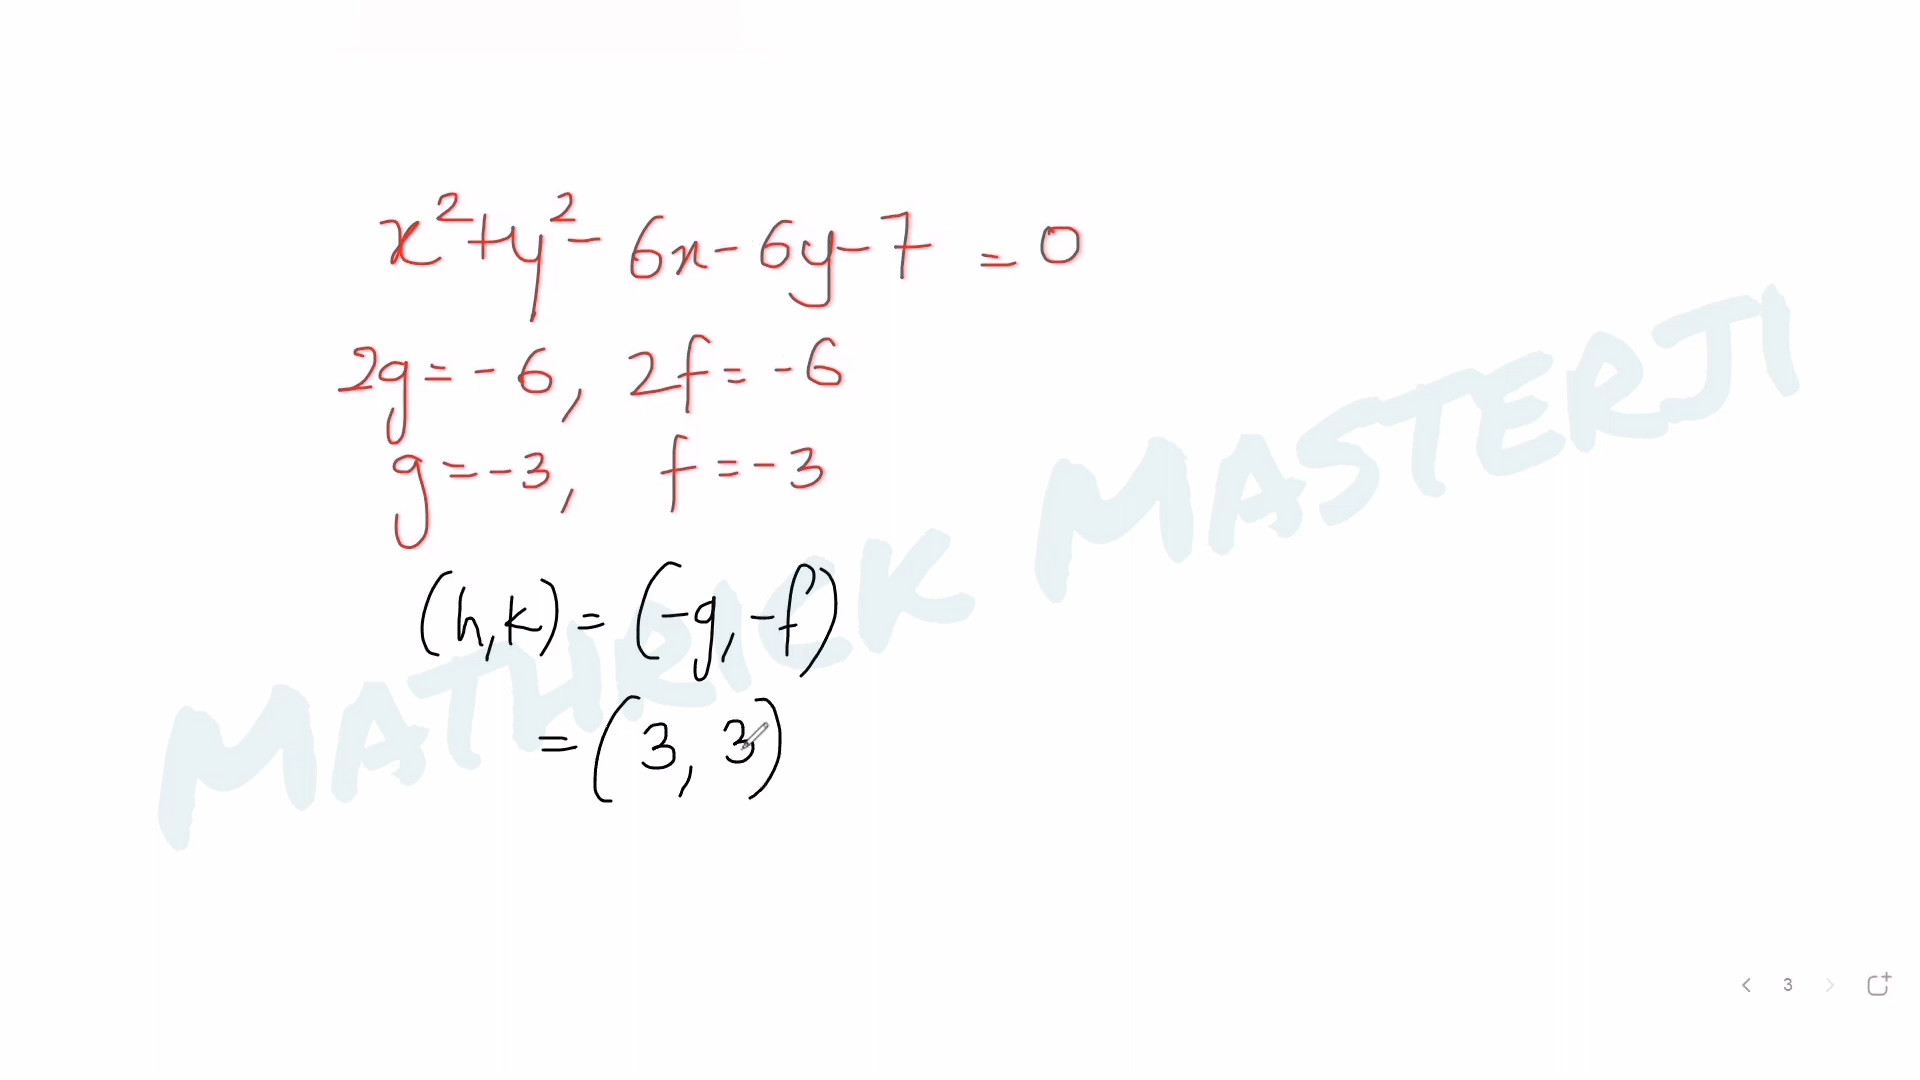 x²+y²- 6x- 6y-7 = 0
2g= -6, 2f= -6
g=-3, f=-3
(h,k)= (-g,-f)
=(3, 3)
MATHRICK MASTERJI
3